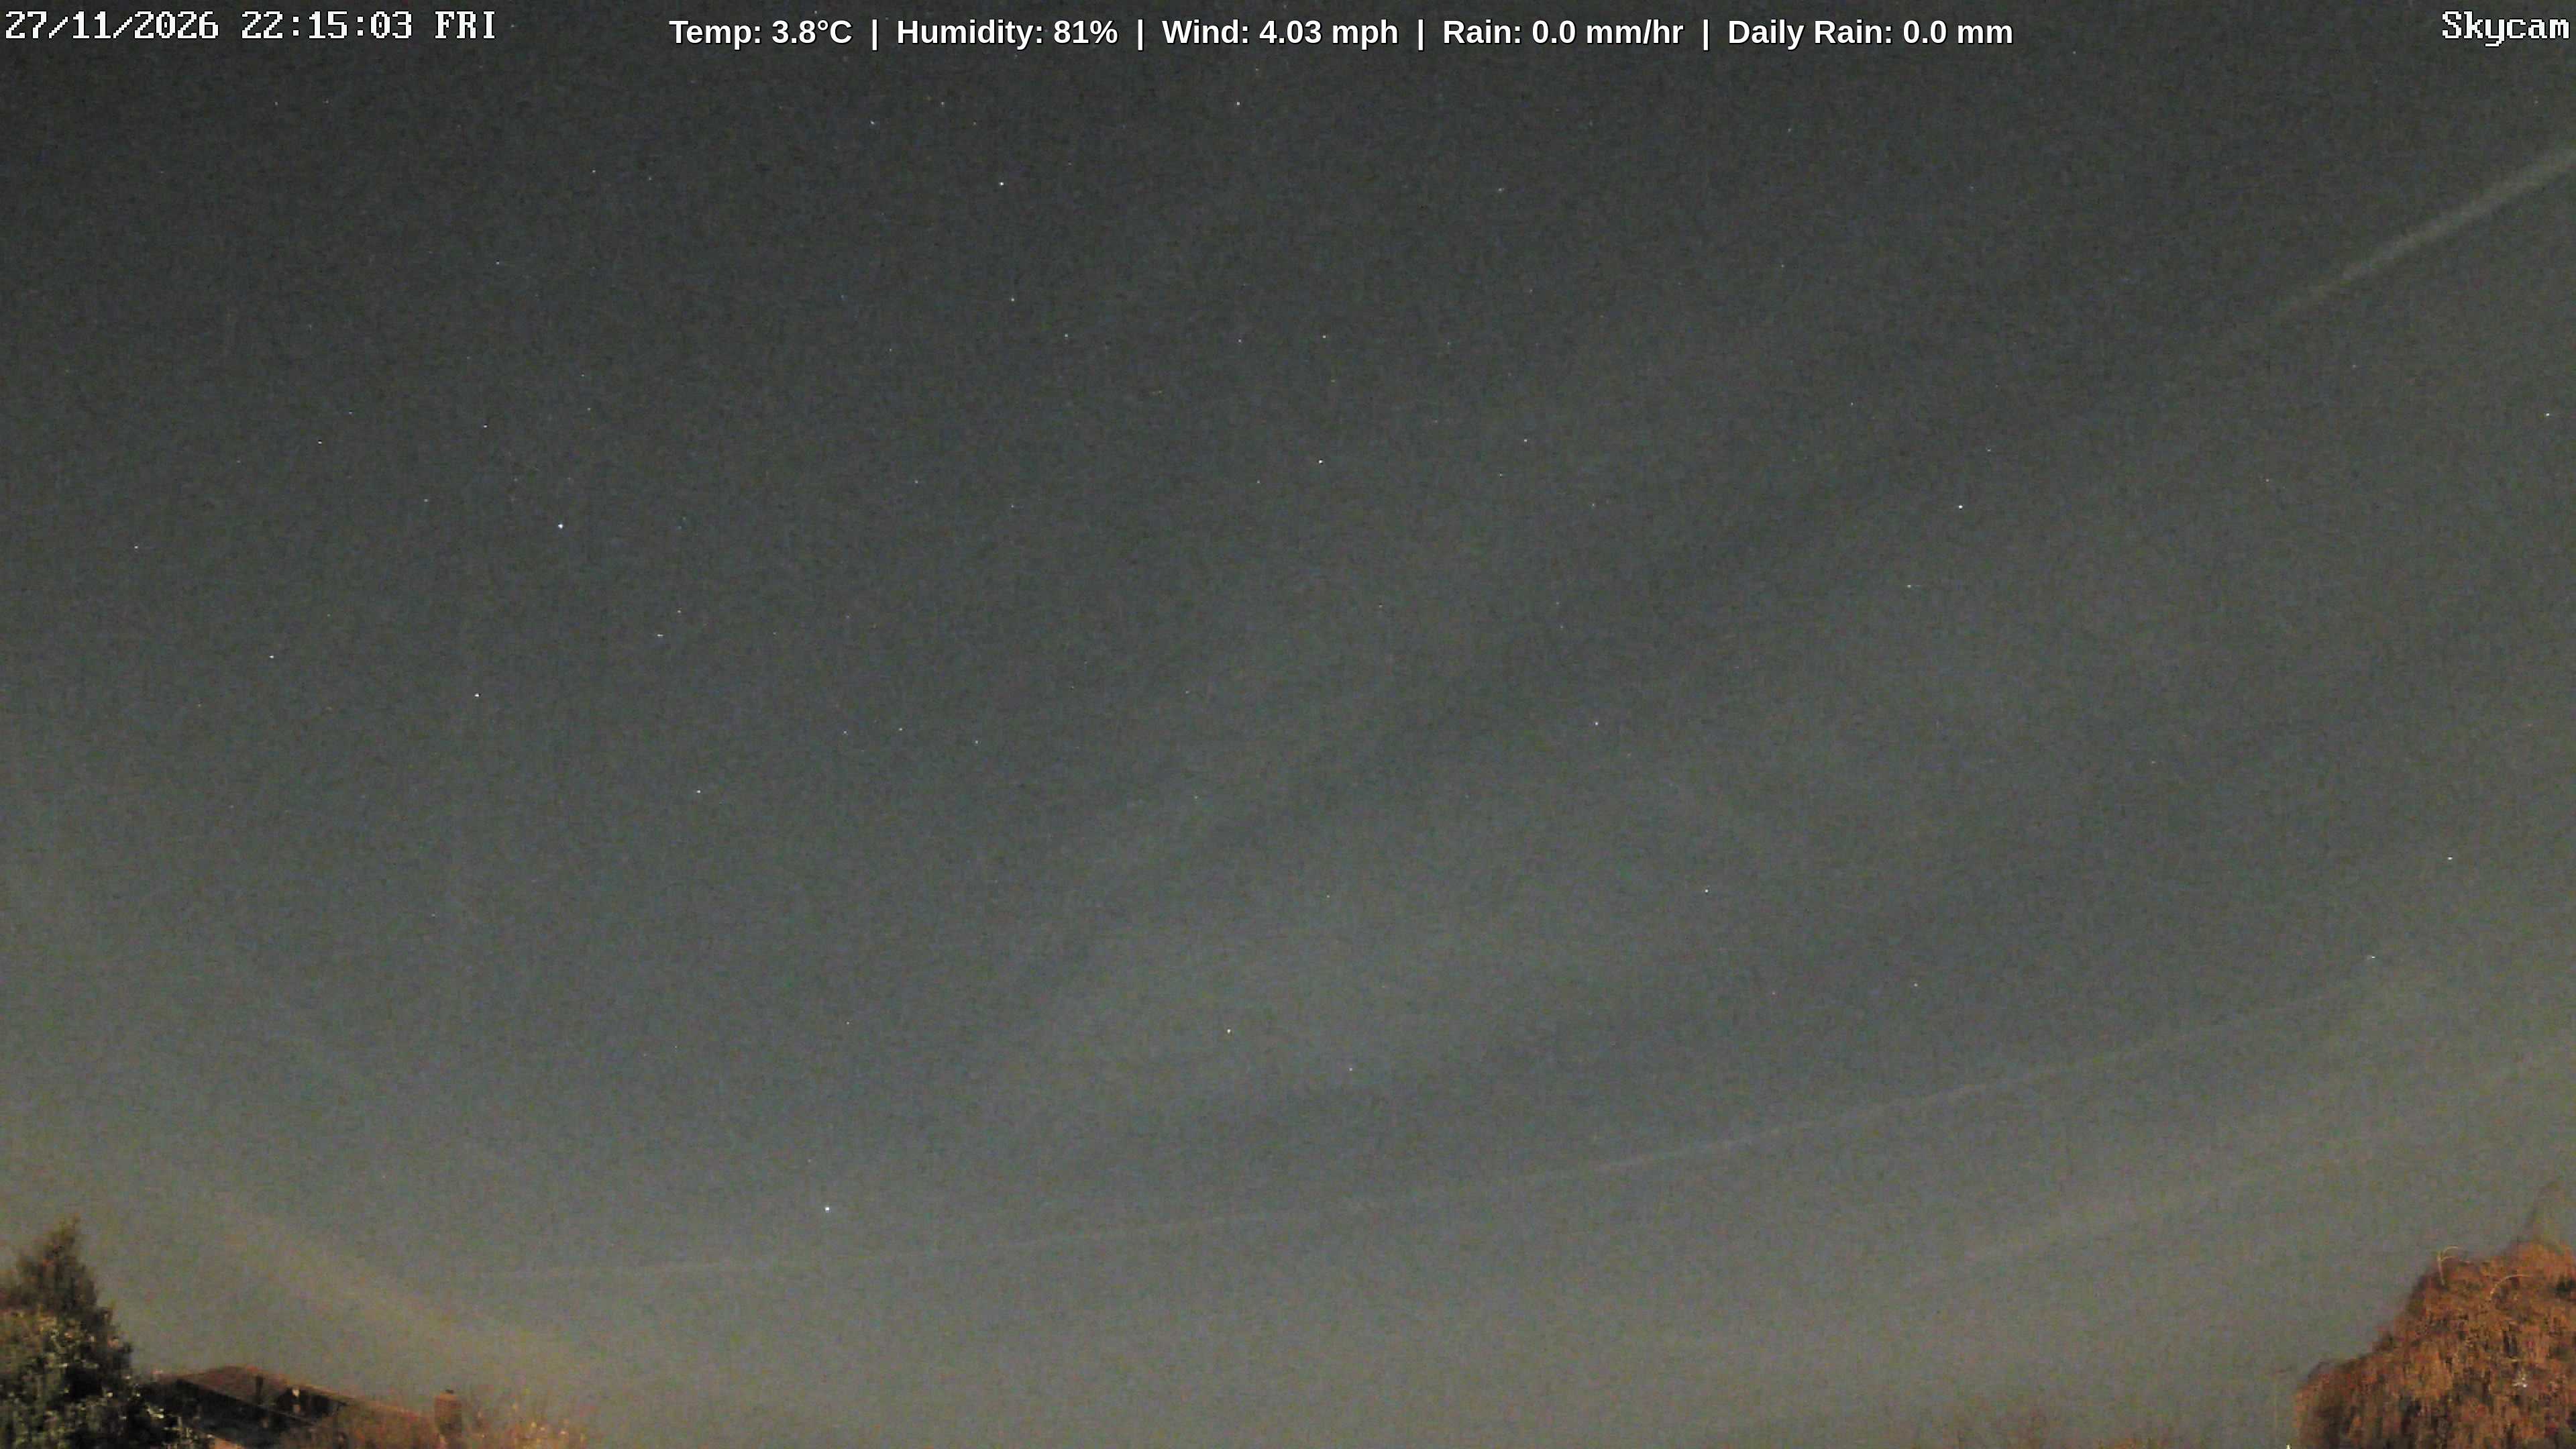 27/11/2026 22:15:03 FRI
Temp: 3.8°C | Humidity: 81% | Wind: 4.03 mph | Rain: 0.0 mm/hr | Daily Rain: 0.0 mm
Skycam